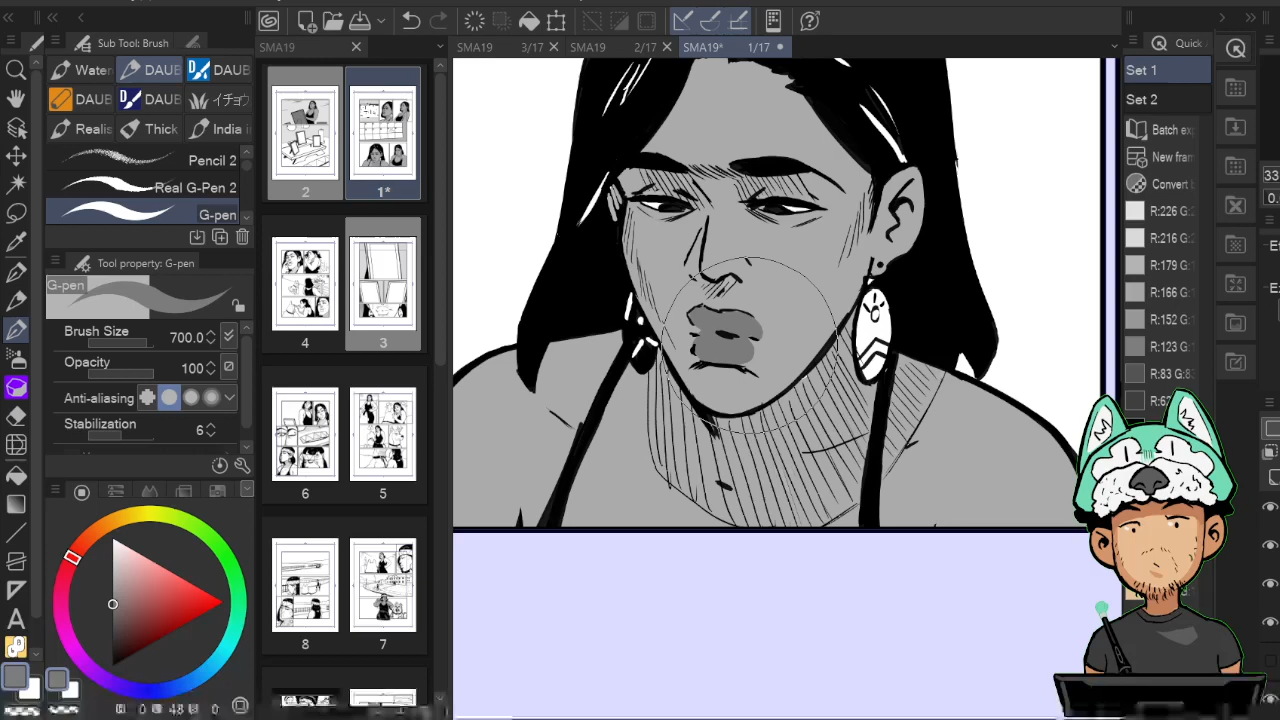 Sub Tool: Brush
SMA19
SMA19 3/17
SMA19 2/17
SMA19* 1/17
Quick
Water
DAUB
DAUB
Set 1
DAUB
DAUB
イチョウ
Set 2
Realis
Thick
India i
Batch ex
Pencil 2
New fram
Real G-Pen 2
Convert
G-pen
2
1*
R:226 G:
R:216 G:
Tool property: G-pen
R:179 G:
G-pen
R:166 G:
R:152 G:
Brush Size
700.0
4
3
R:123 G:
Opacity
100
R:83 G:8
Anti-aliasing
Stabilization
6
6
5
8
7